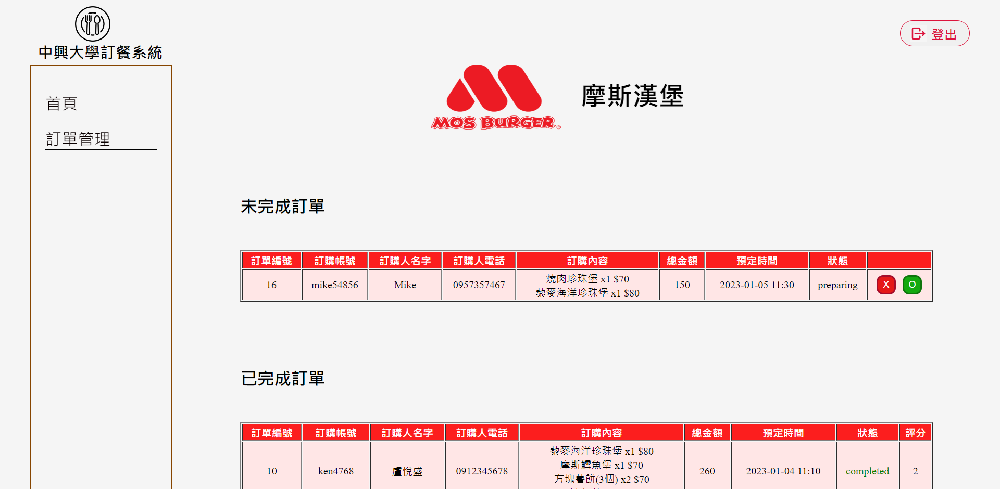 中興大學訂餐系統
登出
首頁
訂單管理
MOS BURGER®
摩斯漢堡
未完成訂單
訂單編號 訂購帳號 訂購人名字 訂購人電話 訂購內容 總金額 預定時間 狀態
16 mike54856 Mike 0957357467 燒肉珍珠堡 x1 $70 150 2023-01-05 11:30 preparing X O
藜麥海洋珍珠堡 x1 $80
已完成訂單
訂單編號 訂購帳號 訂購人名字 訂購人電話 訂購內容 總金額 預定時間 狀態 評分
藜麥海洋珍珠堡 x1 $80
摩斯鱈魚堡 x1 $70
10 ken4768 盧悅盛 0912345678 260 2023-01-04 11:10 completed 2
方塊薯餅(3個) x2 $70